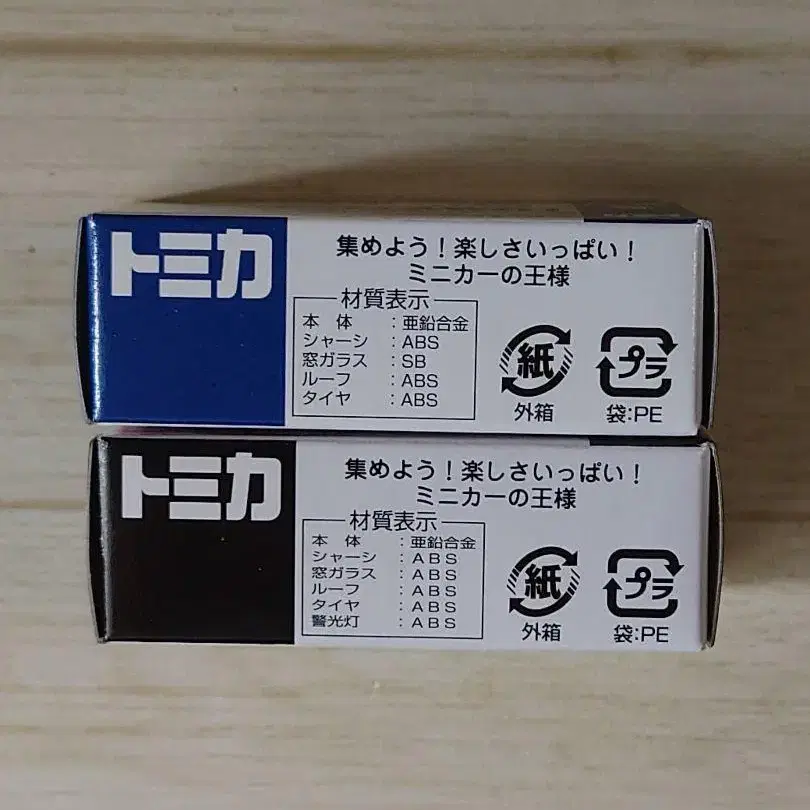 トミカ
集めよう！楽しさいっぱい！
ミニカーの王様
材質表示
本　体　：亜鉛合金
シャーシ　：ABS
窓ガラス　：SB
ルーフ　：ABS
タイヤ　：ABS
紙
外箱
プラ
袋:PE
トミカ
集めよう！楽しさいっぱい！
ミニカーの王様
材質表示
本　体　：亜鉛合金
シャーシ　：ＡＢＳ
窓ガラス　：ＡＢＳ
ルーフ　：ＡＢＳ
タイヤ　：ＡＢＳ
警光灯　：ＡＢＳ
紙
外箱
プラ
袋:PE